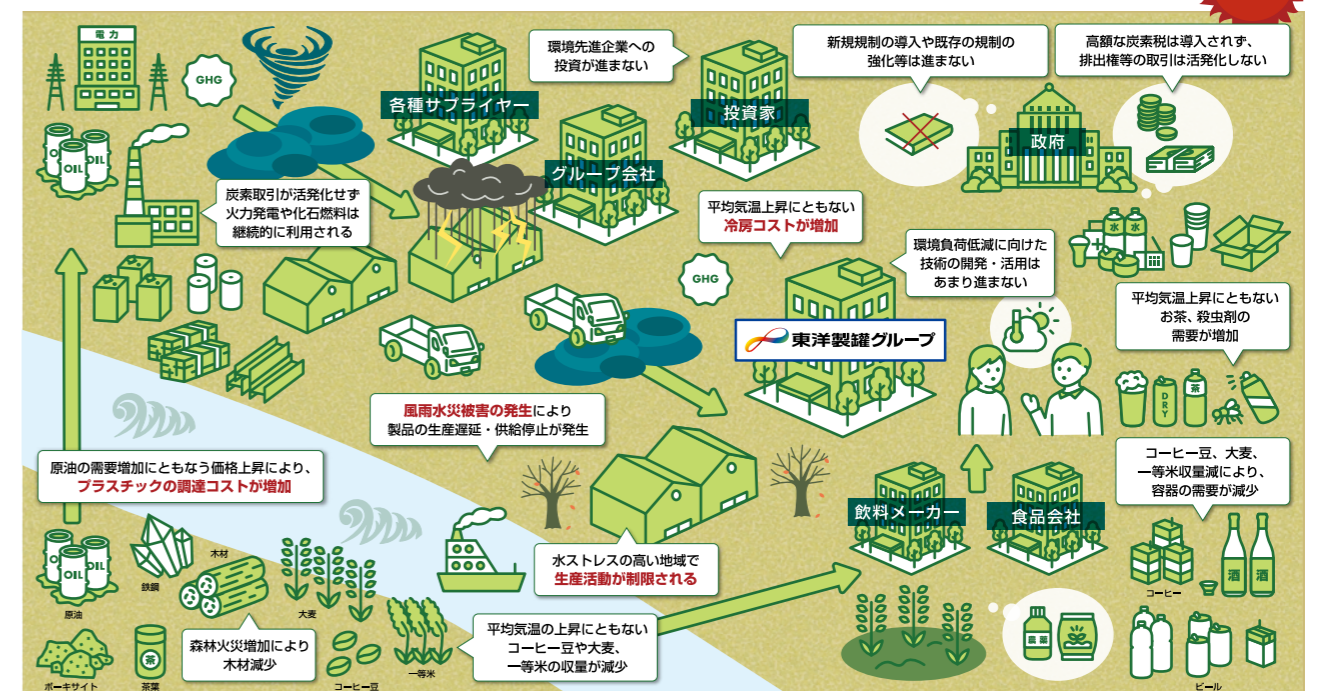 電力
GHG
OIL
OIL
各種サプライヤー
グループ会社
環境先進企業への
投資が進まない
投資家
新規規制の導入や既存の規制の
強化等は進まない
高額な炭素税は導入されず、
排出権等の取引は活発化しない
政府
炭素取引が活発化せず
火力発電や化石燃料は
継続的に利用される
平均気温上昇にともない
冷房コストが増加
GHG
環境負荷低減に向けた
技術の開発・活用は
あまり進まない
水
水
東洋製罐グループ
平均気温上昇にともない
お茶、殺虫剤の
需要が増加
DRY
茶
風雨水災被害の発生により
製品の生産遅延・供給停止が発生
原油の需要増加にともなう価格上昇により、
プラスチックの調達コストが増加
コーヒー豆、大麦、
一等米収量減により、
容器の需要が減少
飲料メーカー
食品会社
水ストレスの高い地域で
生産活動が制限される
OIL
OIL
原油
鉄鋼
木材
大麦
森林火災増加により
木材減少
平均気温の上昇にともない
コーヒー豆や大麦、
一等米の収量が減少
ボーキサイト
茶
茶葉
コーヒー豆
一等米
農薬
コーヒー
酒
酒
ビール